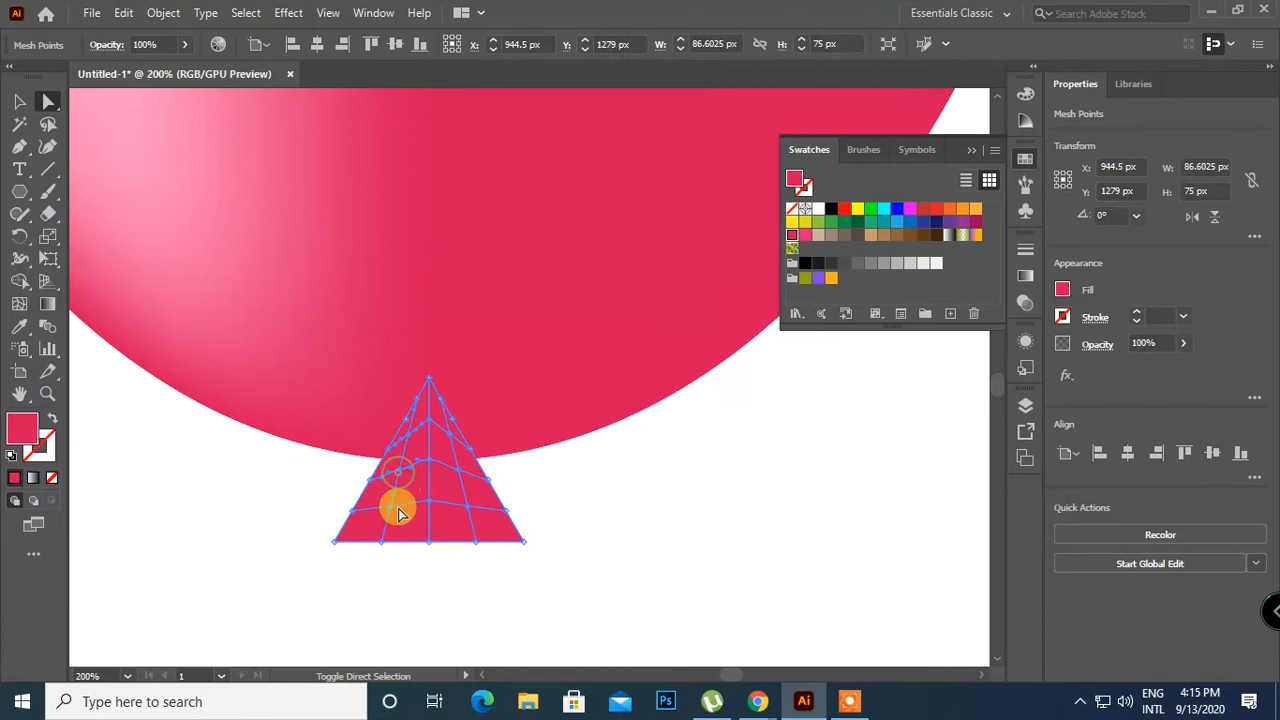 Ai File Edit Object Type Select Effect View Window Help Essentials Classic Search Adobe Stock
Mesh Points Opacity: 100% X: 944.5 px Y: 1279 px W: 86.6025 px H: 75 px
Untitled-1* @ 200% (RGB/GPU Preview)
Properties Libraries
Mesh Points
Transform
X: 944.5 px W: 86.6025 px
Y: 1279 px H: 75 px
0°
Appearance
Fill
Stroke
Opacity 100%
fx.
Align
Quick Actions
Recolor
Start Global Edit
Swatches Brushes Symbols
200% 1 Toggle Direct Selection
Type here to search Ps Ai ENG INTL 4:15 PM 9/13/2020